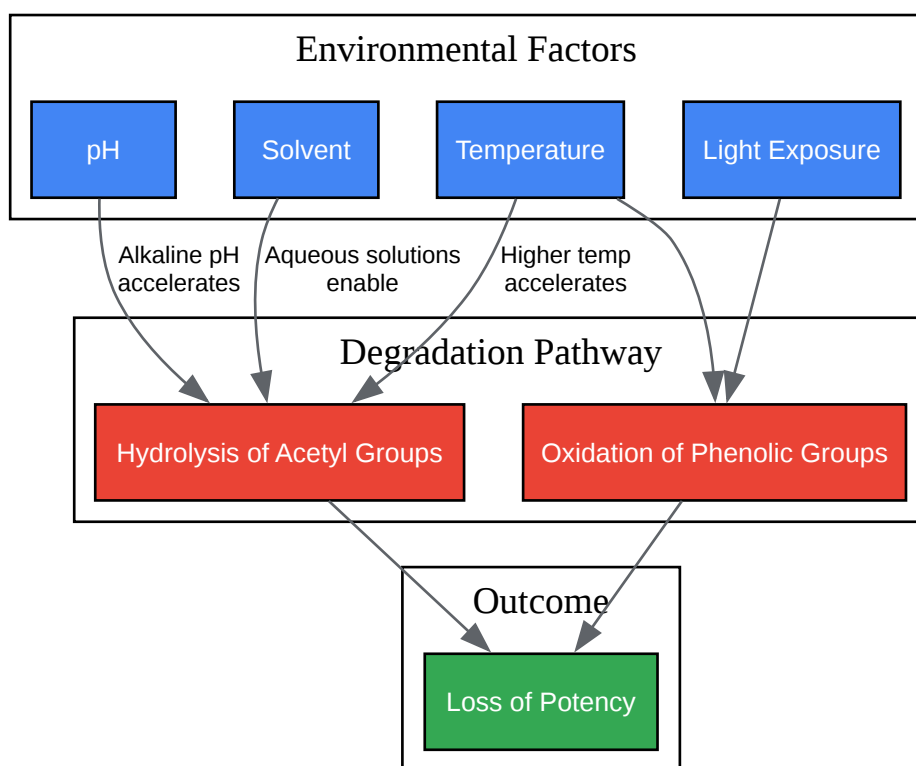 Environmental Factors
pH
Solvent
Temperature
Light Exposure
Alkaline pH
accelerates
Aqueous solutions
enable
Higher temp
accelerates
Degradation Pathway
Hydrolysis of Acetyl Groups
Oxidation of Phenolic Groups
Outcome
Loss of Potency